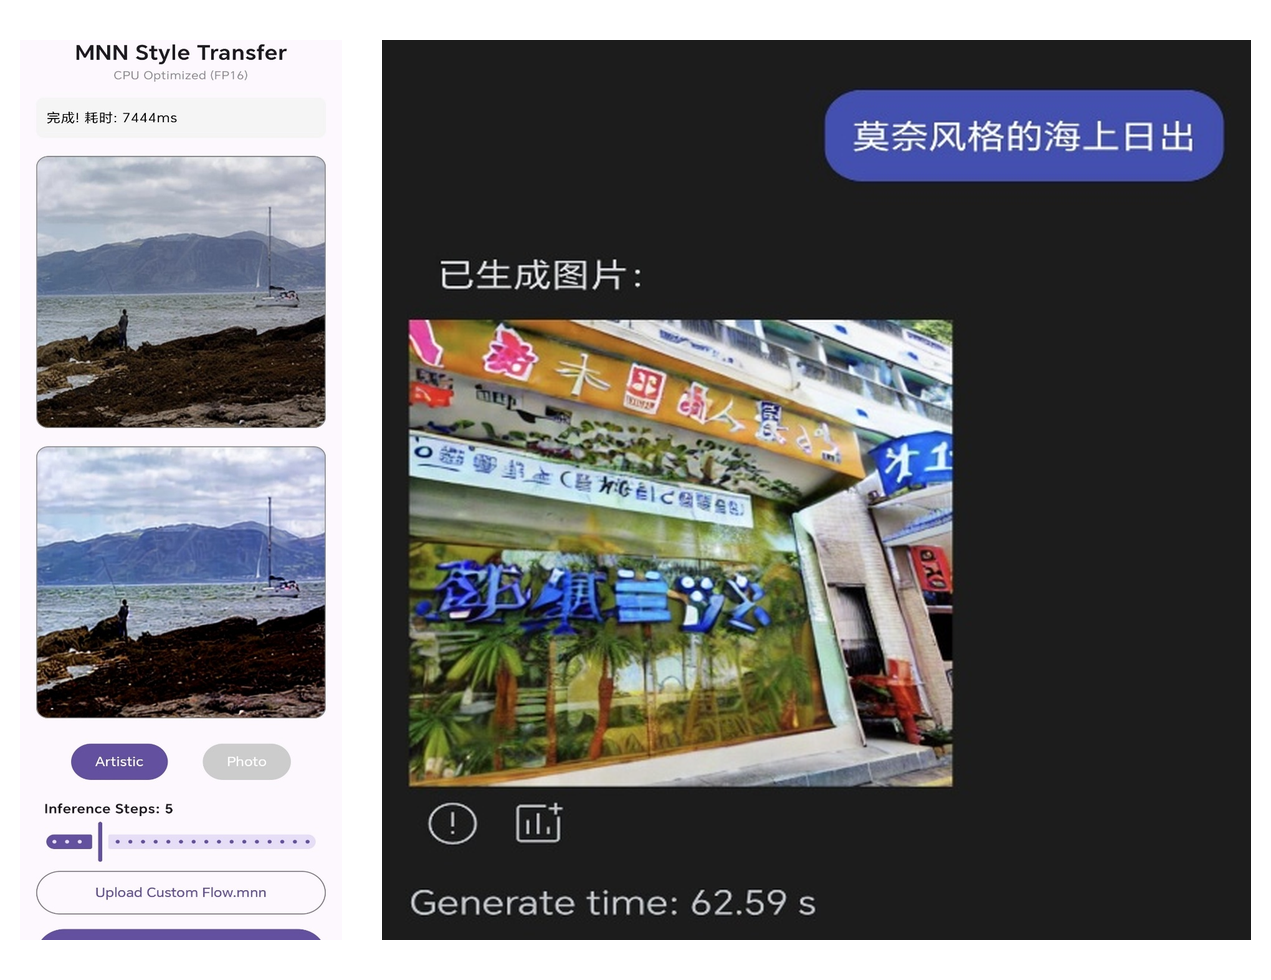 MNN Style Transfer
CPU Optimized (FP16)
完成! 耗时: 7444ms
Artistic
Photo
Inference Steps: 5
Upload Custom Flow.mnn
莫奈风格的海上日出
已生成图片:
Generate time: 62.59 s